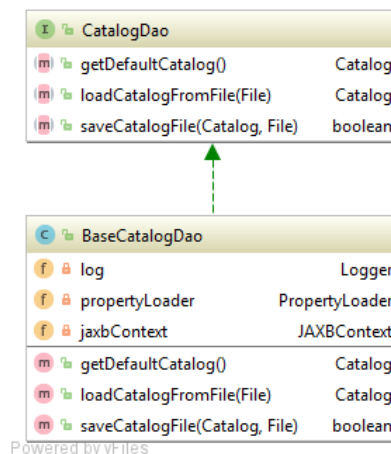 I CatalogDao
m getDefaultCatalog() Catalog
m loadCatalogFromFile(File) Catalog
m saveCatalogFile(Catalog, File) boolean
C BaseCatalogDao
f log Logger
f propertyLoader PropertyLoader
f jaxbContext JAXBContext
m getDefaultCatalog() Catalog
m loadCatalogFromFile(File) Catalog
m saveCatalogFile(Catalog, File) boolean
Powered by yFiles